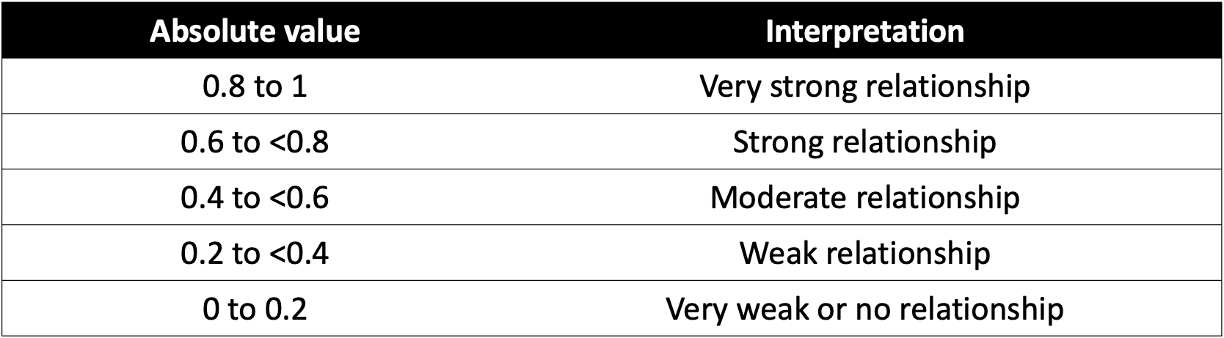 Absolute value Interpretation
0.8 to 1 Very strong relationship
0.6 to <0.8 Strong relationship
0.4 to <0.6 Moderate relationship
0.2 to <0.4 Weak relationship
0 to 0.2 Very weak or no relationship